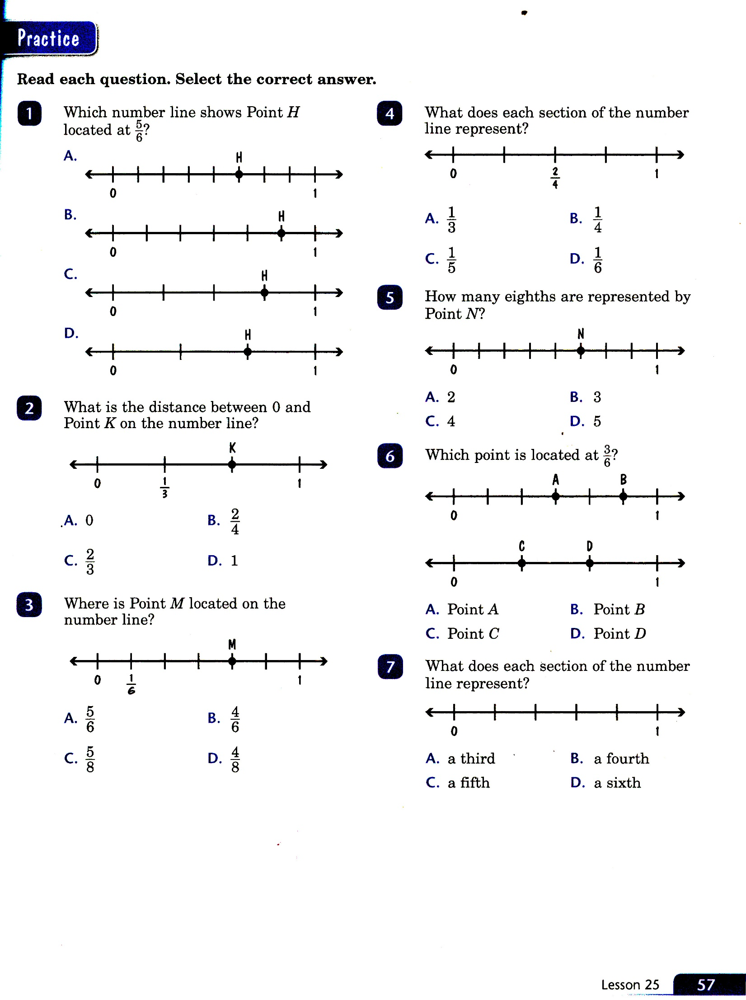 Practice
Read each question. Select the correct answer.
1 Which number line shows Point H
located at 5/6?
A.
H
0 1
B.
H
0 1
C.
H
0 1
D.
H
0 1
2 What is the distance between 0 and
Point K on the number line?
K
0 1/3 1
A. 0 B. 2/4
C. 2/3 D. 1
3 Where is Point M located on the
number line?
M
0 1/6 1
A. 5/6 B. 4/6
C. 5/8 D. 4/8
4 What does each section of the number
line represent?
0 2/4 1
A. 1/3 B. 1/4
C. 1/5 D. 1/6
5 How many eighths are represented by
Point N?
N
0 1
A. 2 B. 3
C. 4 D. 5
6 Which point is located at 3/6?
A B
0 1
C D
0 1
A. Point A B. Point B
C. Point C D. Point D
7 What does each section of the number
line represent?
0 1
A. a third B. a fourth
C. a fifth D. a sixth
Lesson 25 57